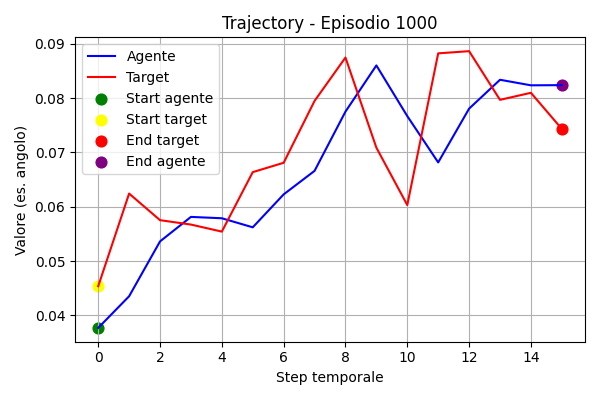 Trajectory - Episodio 1000
Agente
Target
Start agente
Start target
End target
End agente
Valore (es. angolo)
0.09
0.08
0.07
0.06
0.05
0.04
0 2 4 6 8 10 12 14
Step temporale